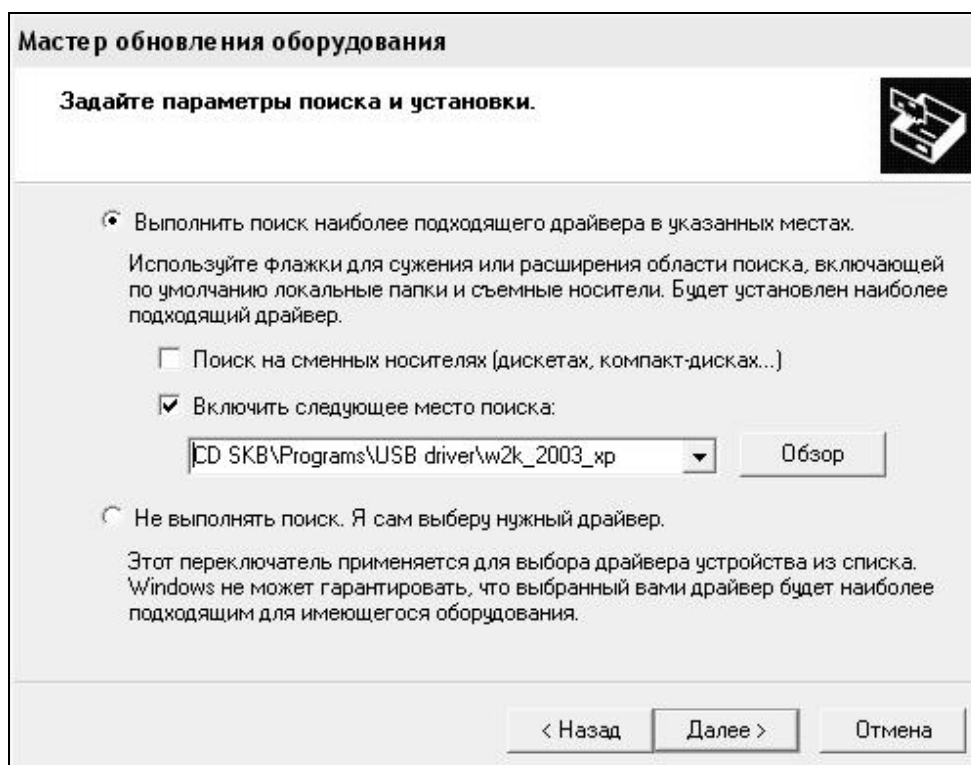 Мастер обновления оборудования
Задайте параметры поиска и установки.
Выполнить поиск наиболее подходящего драйвера в указанных местах.
Используйте флажки для сужения или расширения области поиска, включающей
по умолчанию локальные папки и съемные носители. Будет установлен наиболее
подходящий драйвер.
Поиск на сменных носителях (дискетах, компакт-дисках...)
Включить следующее место поиска:
CD SKB\Programs\USB driver\w2k_2003_xp
Обзор
Не выполнять поиск. Я сам выберу нужный драйвер.
Этот переключатель применяется для выбора драйвера устройства из списка.
Windows не может гарантировать, что выбранный вами драйвер будет наиболее
подходящим для имеющегося оборудования.
< Назад
Далее >
Отмена